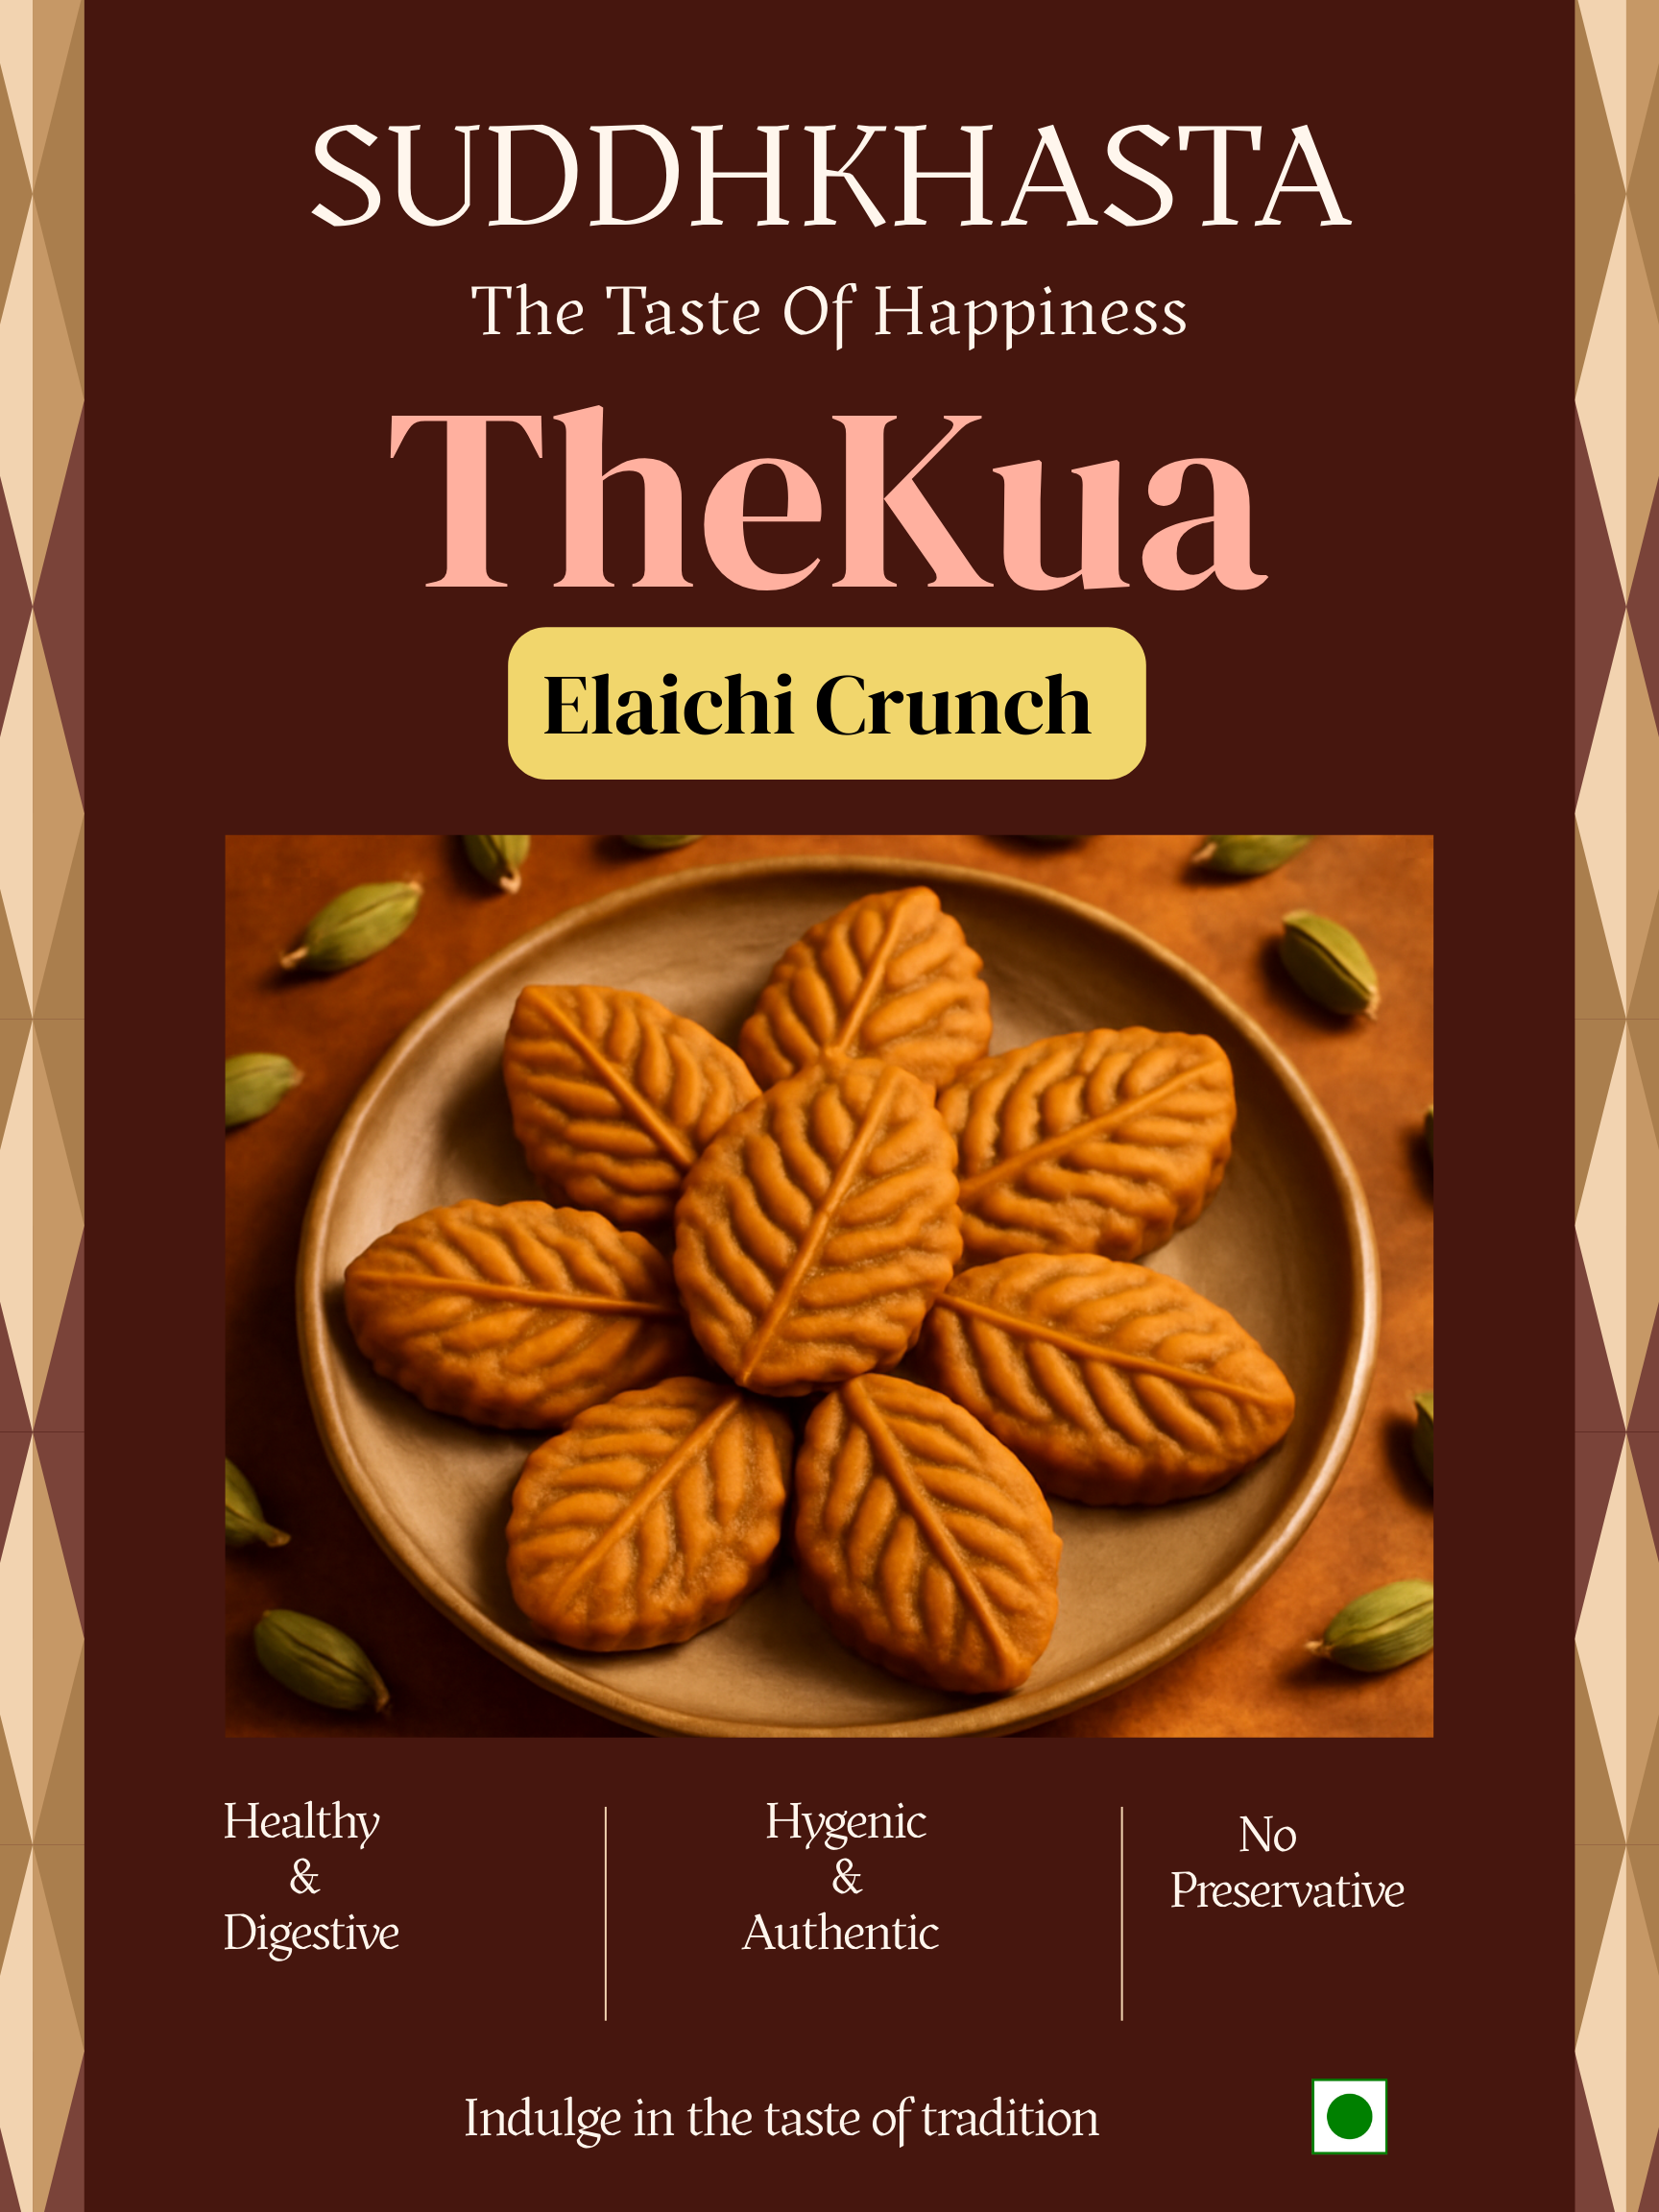 SUDDHKHASTA
The Taste Of Happiness
TheKua
Elaichi Crunch
Healthy
&
Digestive
Hygenic
&
Authentic
No
Preservative
Indulge in the taste of tradition